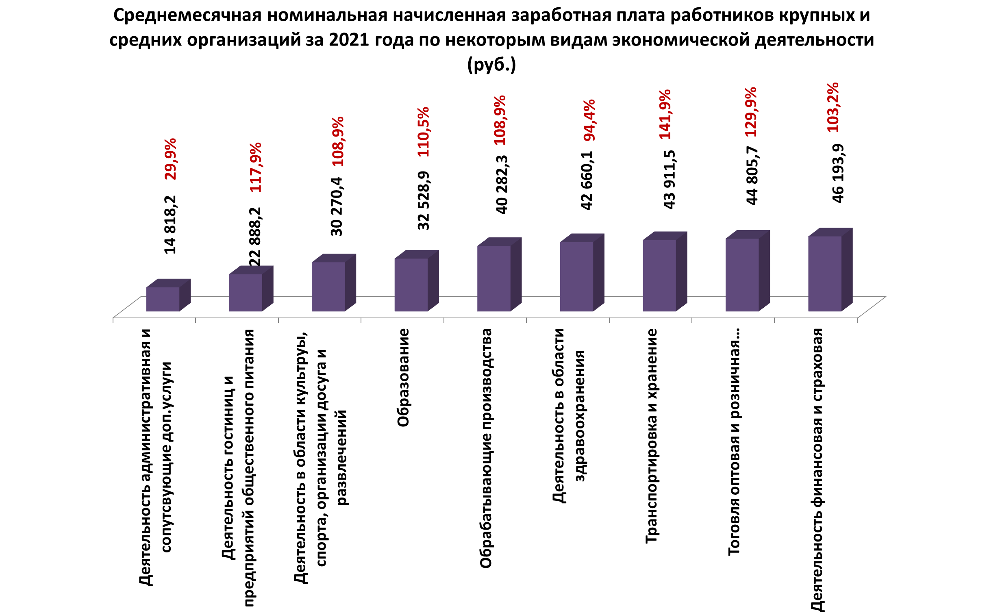 Среднемесячная номинальная начисленная заработная плата работников крупных и
средних организаций за 2021 года по некоторым видам экономической деятельности
(руб.)
14 818,2 29,9%
22 888,2 117,9%
30 270,4 108,9%
32 528,9 110,5%
40 282,3 108,9%
42 660,1 94,4%
43 911,5 141,9%
44 805,7 129,9%
46 193,9 103,2%
Деятельность административная и
сопутсвующие доп.услуги
Деятельность гостиниц и
предприятий общественного питания
Деятельность в области культруы,
спорта, организации досуга и
развлечений
Образование
Обрабатывающие производства
Деятельность в области
здравоохранения
Транспортировка и хранение
Тоговля оптовая и розничная...
Деятельность финансовая и страховая